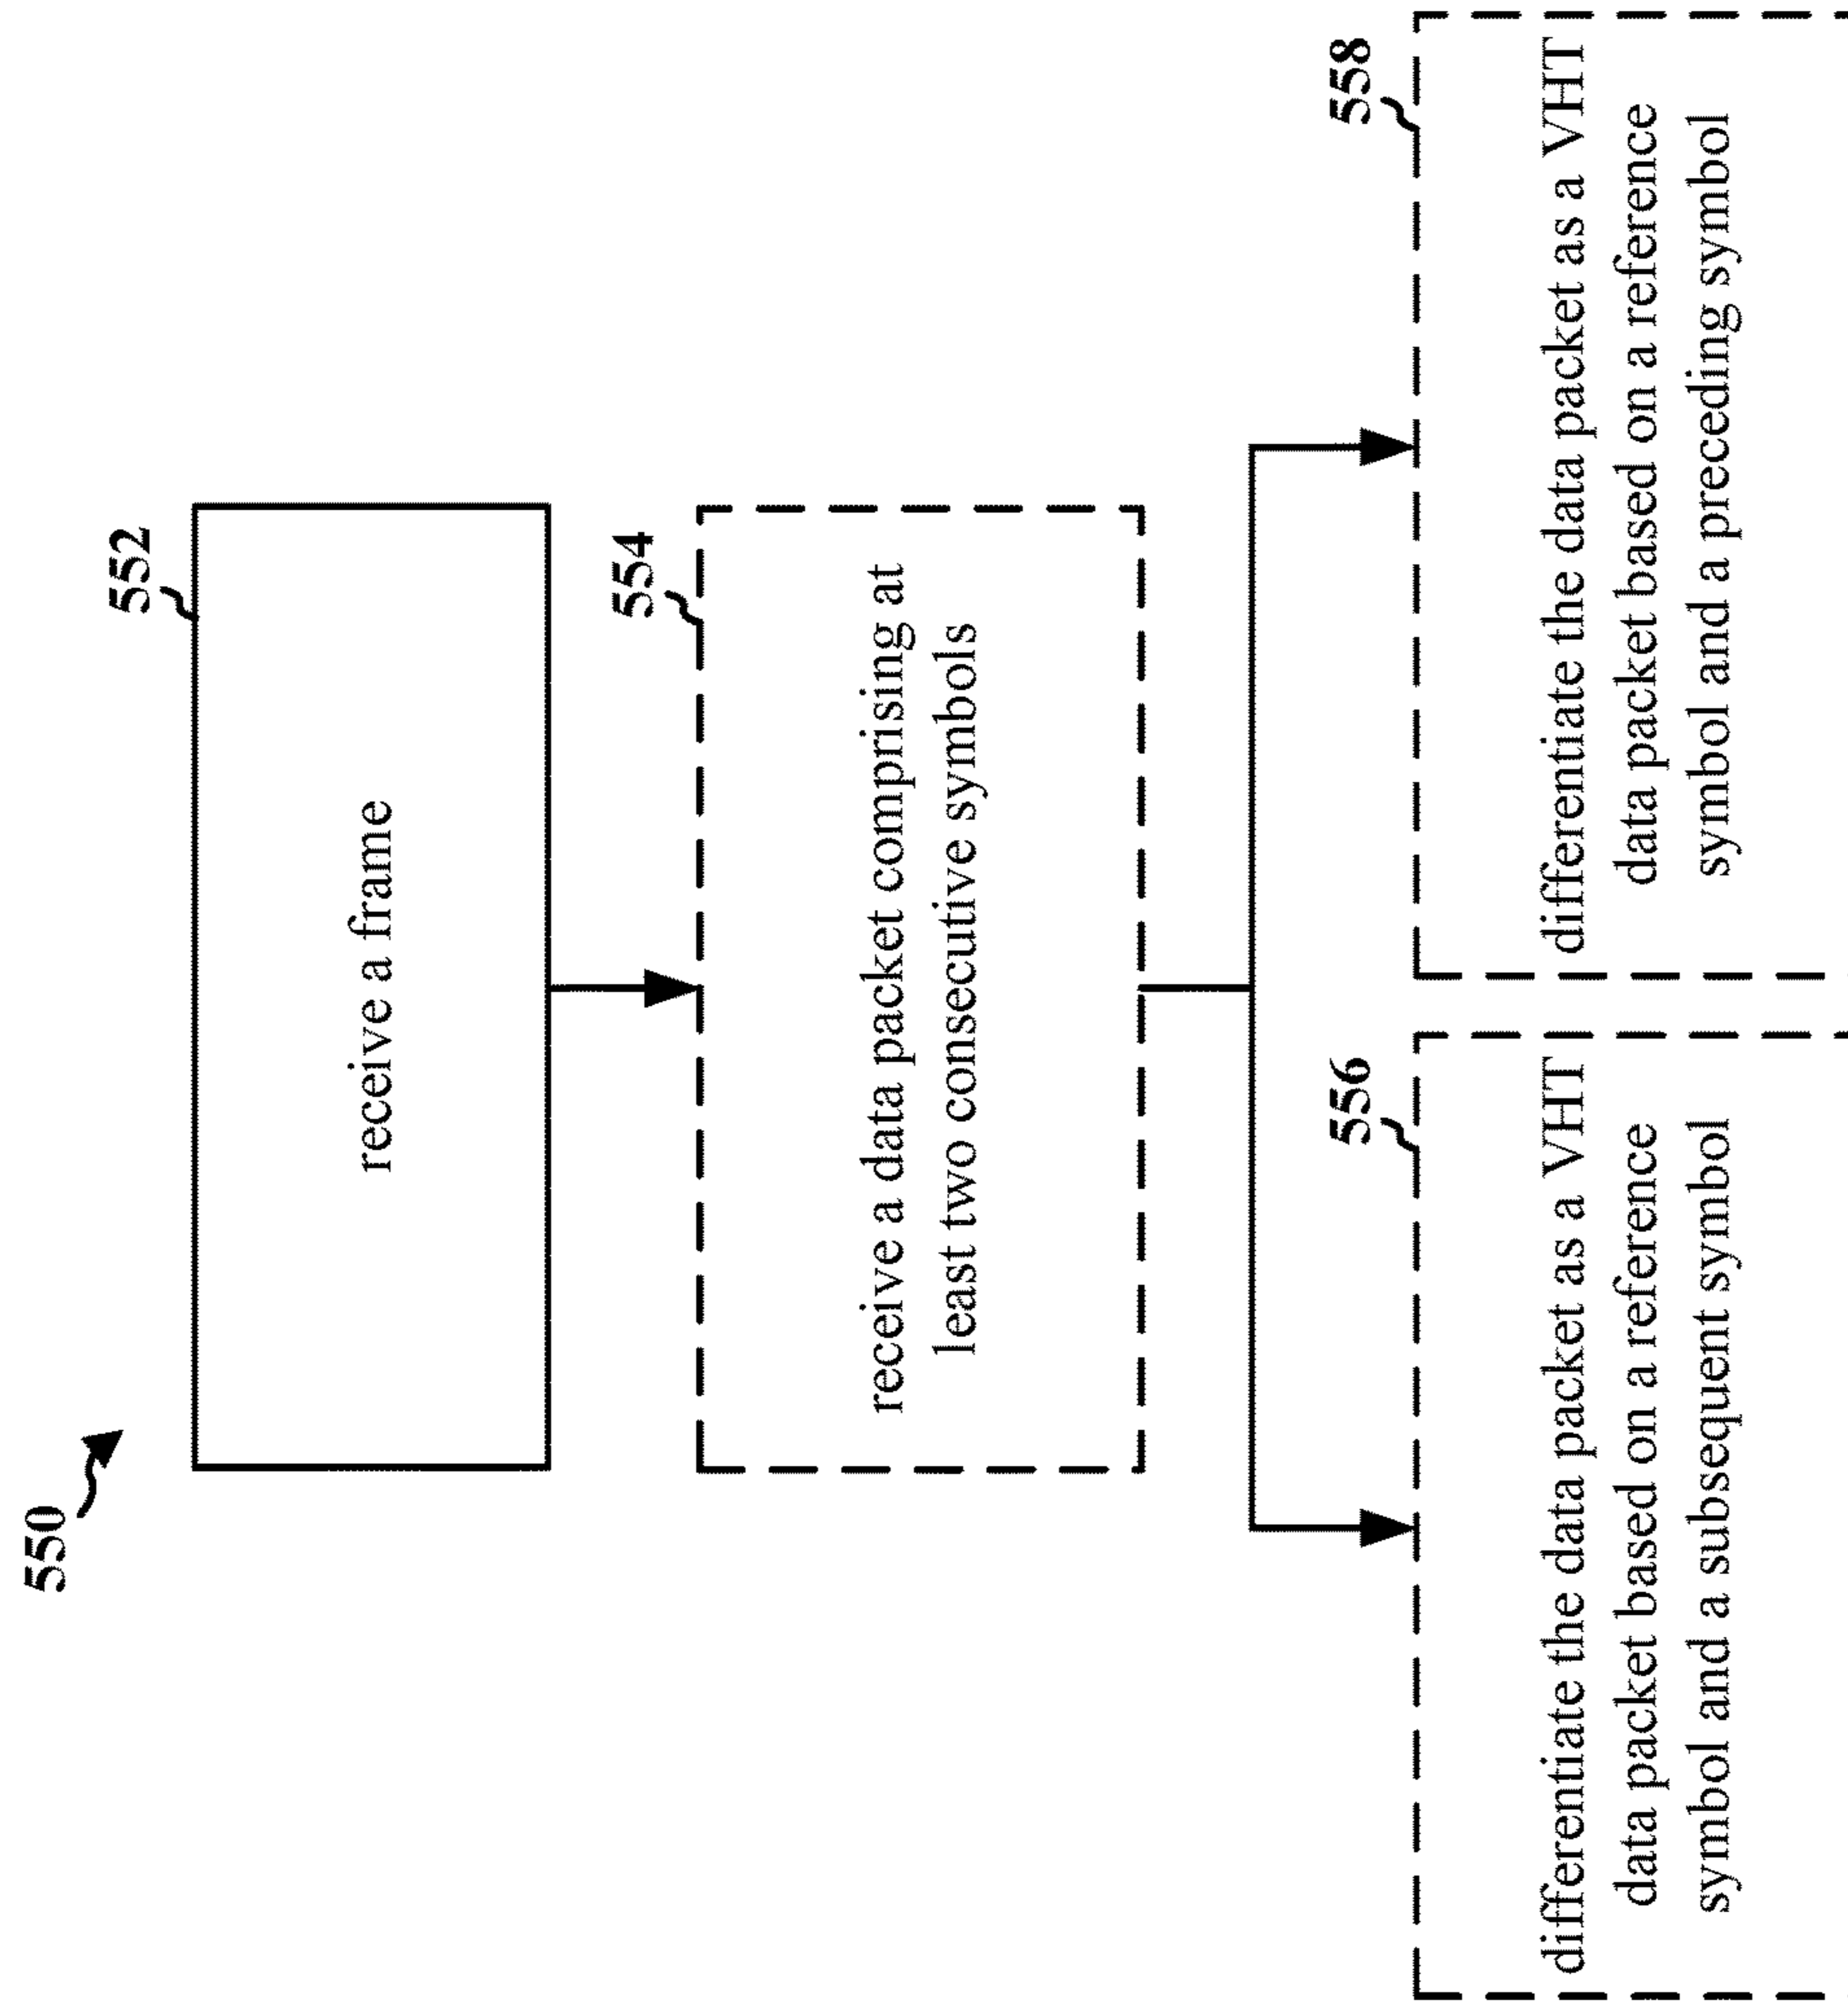 550
552
receive a frame
554
receive a data packet comprising at
least two consecutive symbols
556
differentiate the data packet as a VHT
data packet based on a reference
symbol and a subsequent symbol
558
differentiate the data packet as a VHT
data packet based on a reference
symbol and a preceding symbol